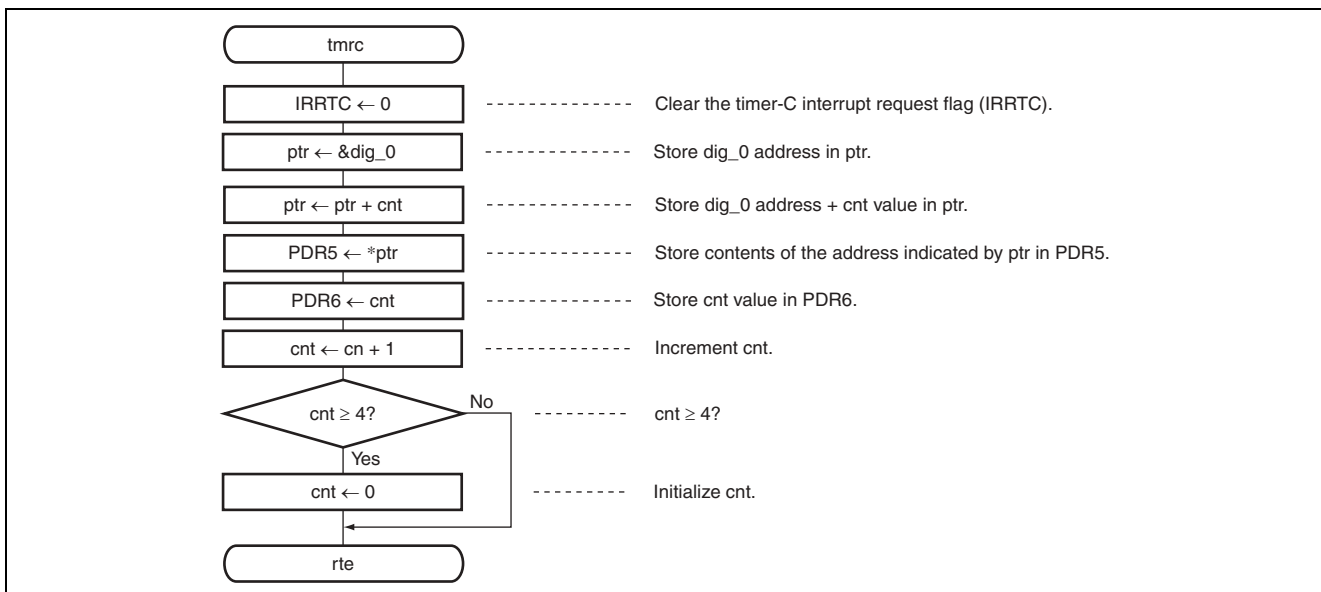 tmrc
IRRTC ← 0 Clear the timer-C interrupt request flag (IRRTC).
ptr ← &dig_0 Store dig_0 address in ptr.
ptr ← ptr + cnt Store dig_0 address + cnt value in ptr.
PDR5 ← *ptr Store contents of the address indicated by ptr in PDR5.
PDR6 ← cnt Store cnt value in PDR6.
cnt ← cn + 1 Increment cnt.
No
cnt ≥ 4? cnt ≥ 4?
Yes
cnt ← 0 Initialize cnt.
rte